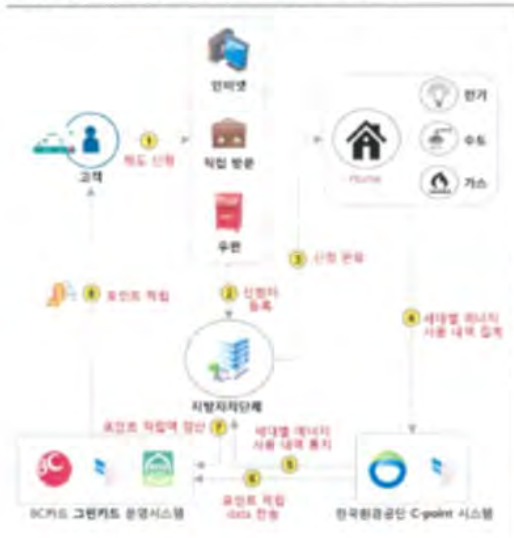 인터넷
전기
1
제도 신청
직접 방문
수도
고객
Home
가스
우편
3 신청 완료
8 포인트 적립
2 신청자
등록
4 세대별 에너지
사용 내역 집계
지방자치단체
포인트 적립액 정산 7
세대별 에너지
사용 내역 통지
5
6
BC카드 그린카드 운영시스템
포인트 적립
data 전송
한국환경공단 C-point 시스템